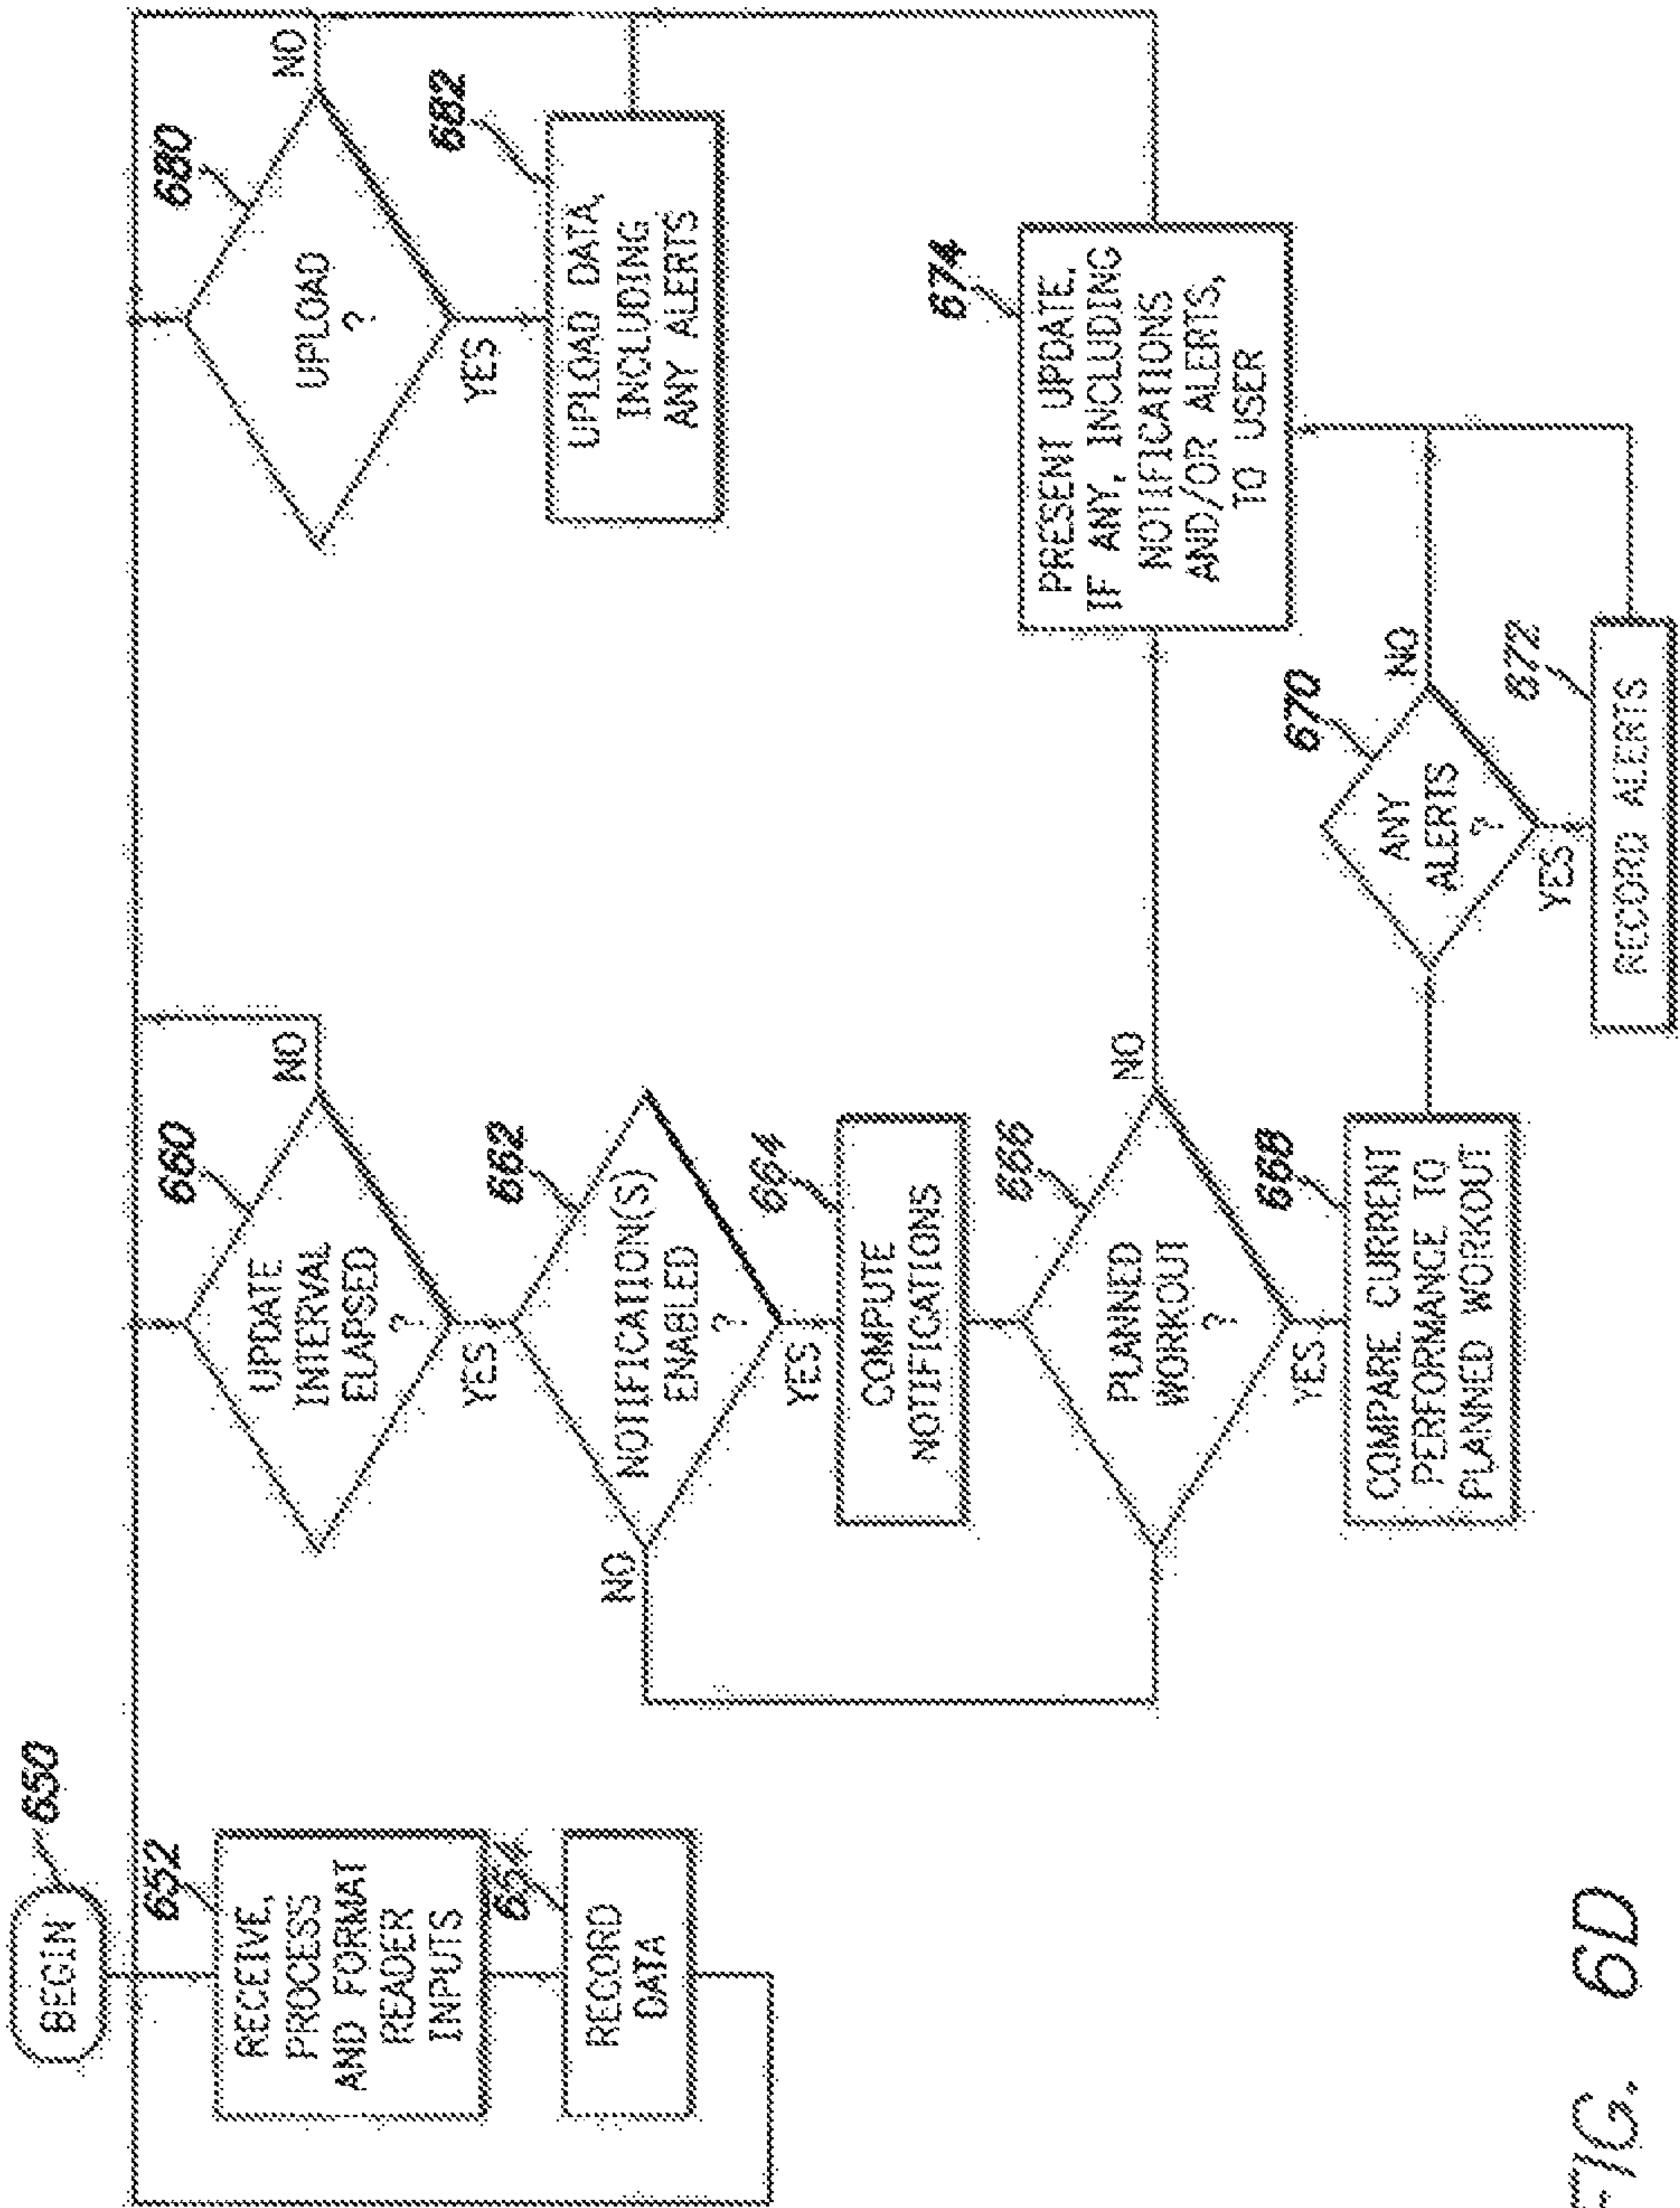 BEGIN
650
652
RECEIVE,
PROCESS
AND FORMAT
READER
INPUTS
654
RECORD
DATA
660
UPDATE
INTERVAL
ELAPSED
?
NO
YES
662
NOTIFICATION(S)
ENABLED
?
NO
YES
664
COMPUTE
NOTIFICATIONS
666
PLANNED
WORKOUT
?
NO
YES
668
COMPARE CURRENT
PERFORMANCE TO
PLANNED WORKOUT
670
ANY
ALERTS
?
NO
YES
672
RECORD ALERTS
674
PRESENT UPDATE,
IF ANY, INCLUDING
NOTIFICATIONS
AND/OR ALERTS,
TO USER
680
UPLOAD
?
NO
YES
682
UPLOAD DATA,
INCLUDING
ANY ALERTS
FIG. 6D